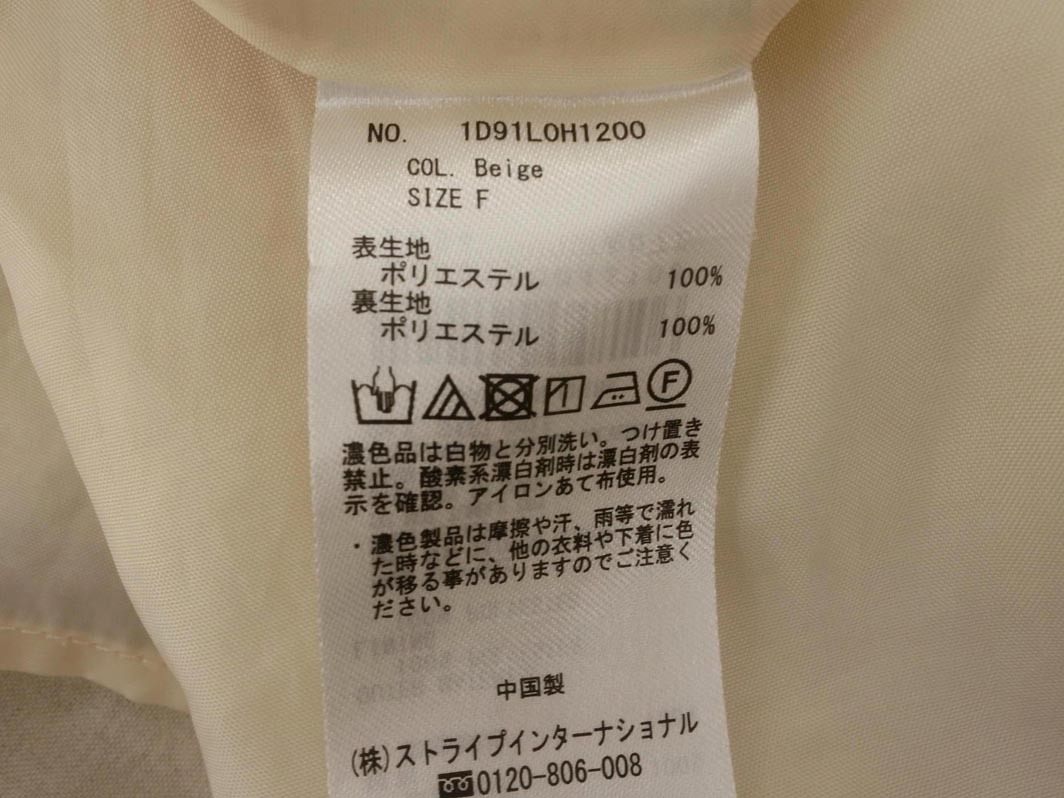 NO. 1D91L0H1200
COL. Beige
SIZE F
表生地
ポリエステル 100%
裏生地
ポリエステル 100%
F
濃色品は白物と分別洗い。つけ置き
禁止。酸素系漂白剤時は漂白剤の表
示を確認。アイロンあて布使用。
・濃色製品は摩擦や汗、雨等で濡れ
た時などに、他の衣料や下着に色
が移る事がありますのでご注意く
ださい。
中国製
(株)ストライプインターナショナル
0120-806-008